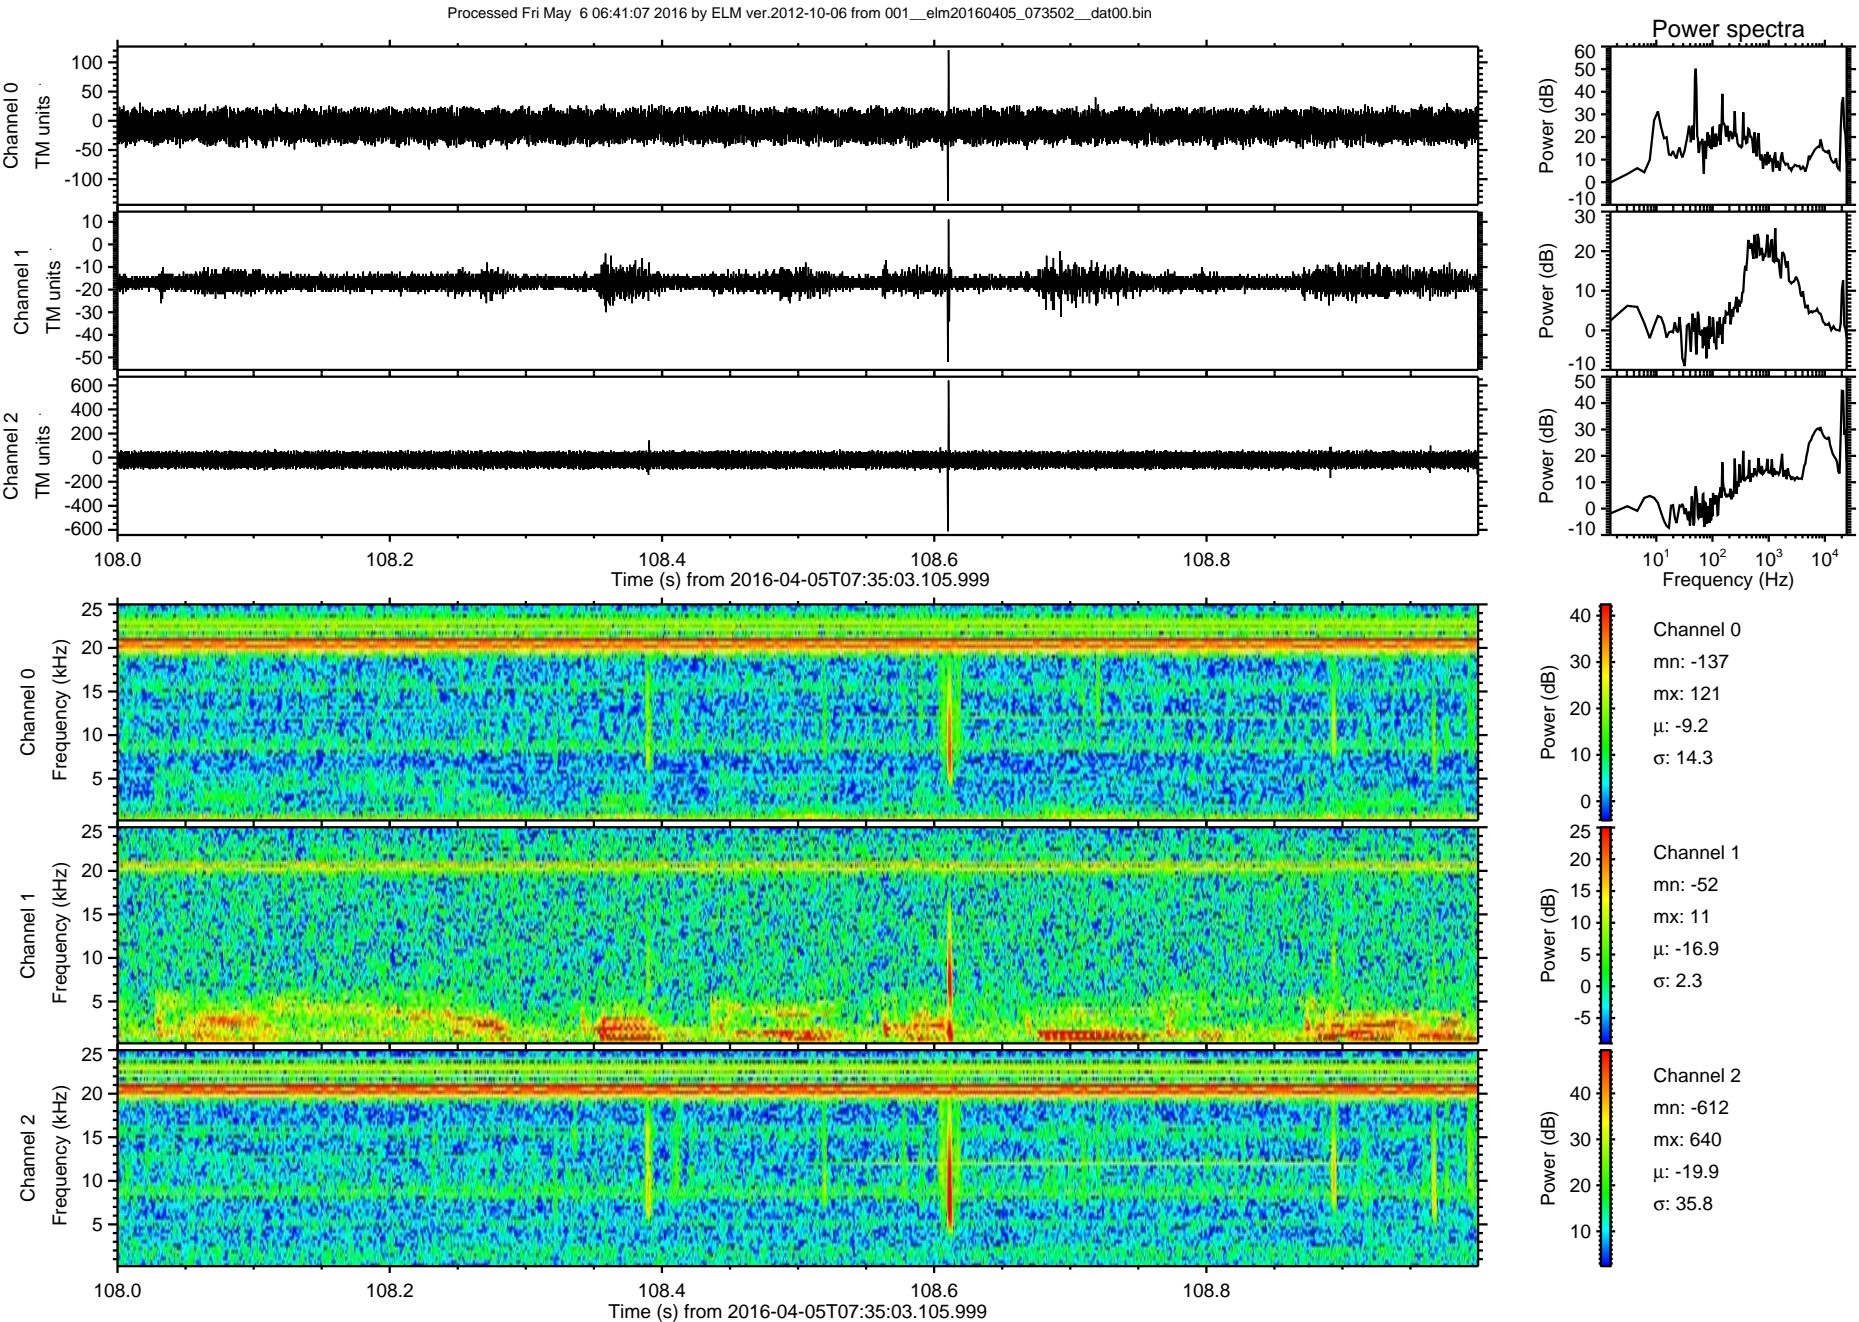 Processed Fri May  6 06:41:07 2016 by ELM ver.2012-10-06 from 001__elm20160405_073502__dat00.bin
Power spectra
Channel 0
TM units
100
50
0
-50
-100
Power (dB)
60
50
40
30
20
10
0
-10
Channel 1
TM units
10
0
-10
-20
-30
-40
-50
Power (dB)
30
20
10
0
-10
Channel 2
TM units
600
400
200
0
-200
-400
-600
Power (dB)
50
40
30
20
10
0
-10
108.0 108.2 108.4 108.6 108.8
Time (s) from 2016-04-05T07:35:03.105.999
10¹ 10² 10³ 10⁴
Frequency (Hz)
Channel 0
Frequency (kHz)
25
20
15
10
5
Power (dB)
40
30
20
10
0
Channel 0
mn: -137
mx: 121
μ: -9.2
σ: 14.3
Channel 1
Frequency (kHz)
25
20
15
10
5
Power (dB)
25
20
15
10
5
0
-5
Channel 1
mn: -52
mx: 11
μ: -16.9
σ: 2.3
Channel 2
Frequency (kHz)
25
20
15
10
5
Power (dB)
40
30
20
10
Channel 2
mn: -612
mx: 640
μ: -19.9
σ: 35.8
108.0 108.2 108.4 108.6 108.8
Time (s) from 2016-04-05T07:35:03.105.999